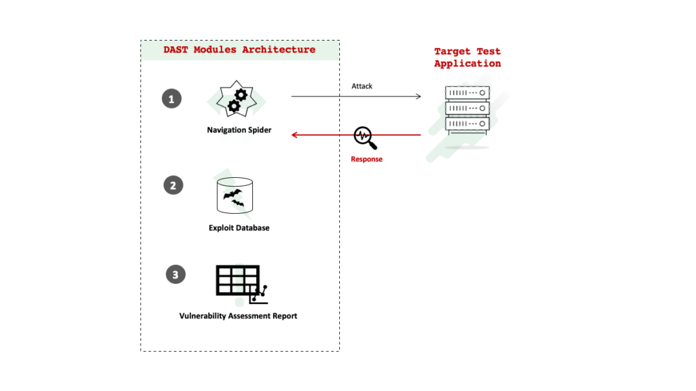 DAST Modules Architecture
Target Test
Application
1
Attack
Navigation Spider
Response
2
Exploit Database
3
Vulnerability Assessment Report